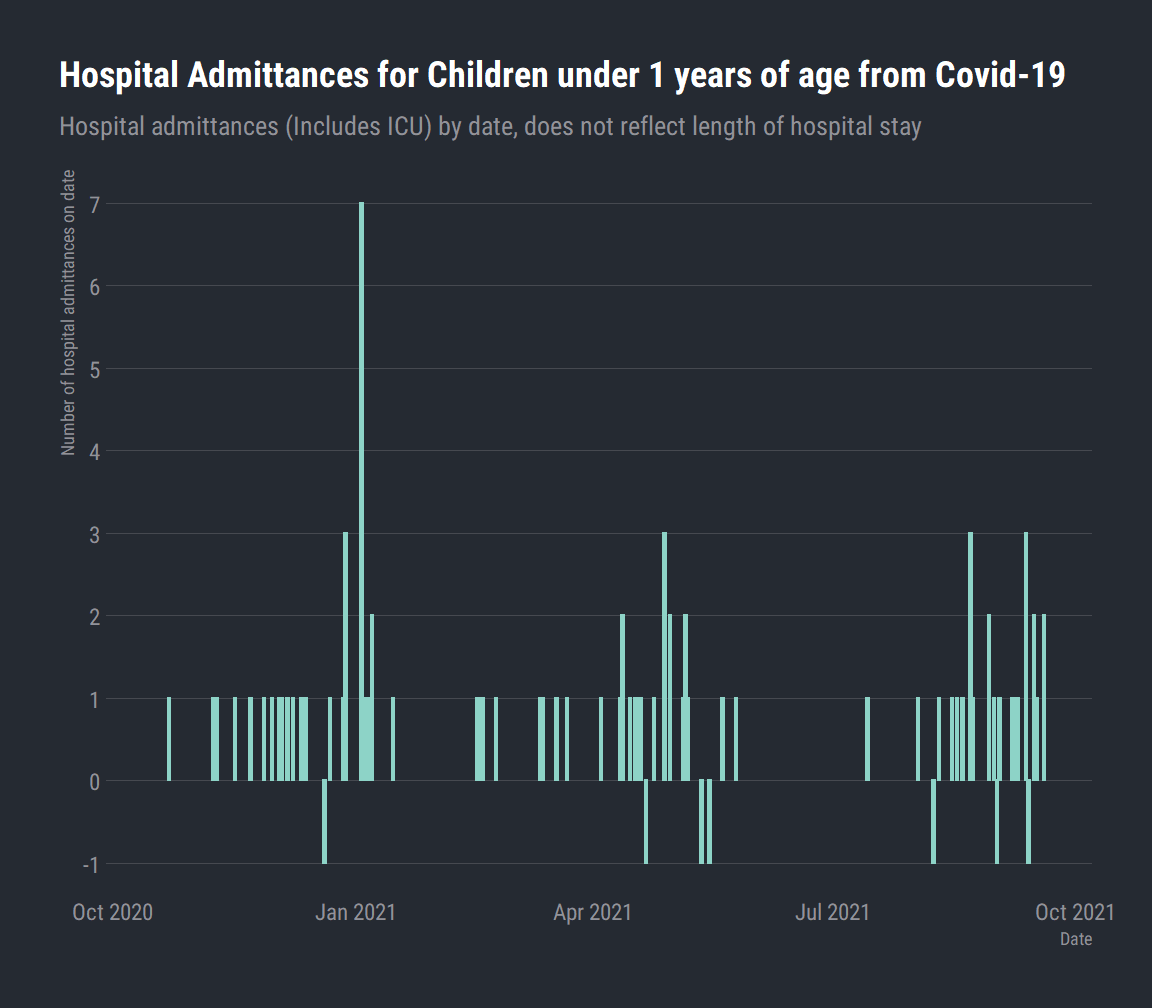 Hospital Admittances for Children under 1 years of age from Covid-19
Hospital admittances (Includes ICU) by date, does not reflect length of hospital stay
Number of hospital admittances on date
7
6
5
4
3
2
1
0
-1
Oct 2020 Jan 2021 Apr 2021 Jul 2021 Oct 2021
Date